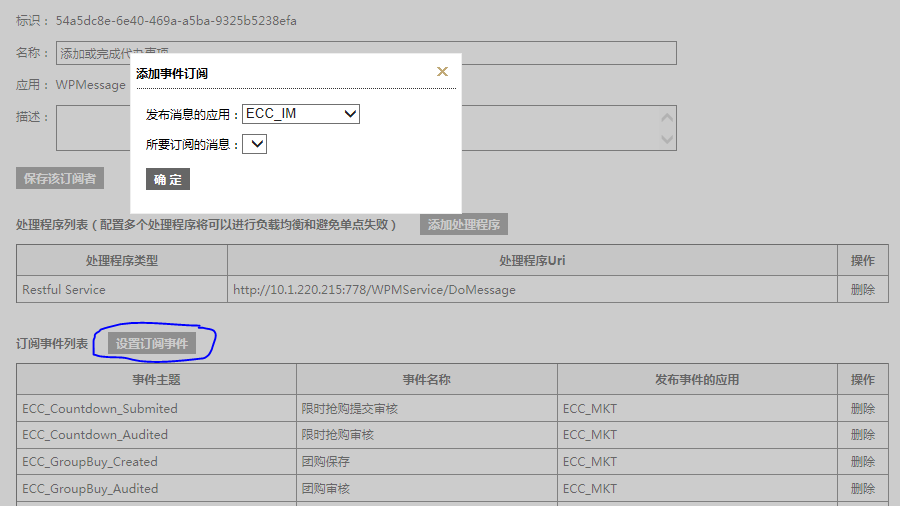 标识： 54a5dc8e-6e40-469a-a5ba-9325b5238efa
名称： 添加或完成代办事项
添加事件订阅
应用： WPMessage
发布消息的应用： ECC_IM
描述：
所要订阅的消息：
保存该订阅者
确 定
处理程序列表（配置多个处理程序将可以进行负载均衡和避免单点失败） 添加处理程序
处理程序类型 处理程序Uri 操作
Restful Service http://10.1.220.215:778/WPMService/DoMessage 删除
订阅事件列表 设置订阅事件
事件主题 事件名称 发布事件的应用 操作
ECC_Countdown_Submited 限时抢购提交审核 ECC_MKT 删除
ECC_Countdown_Audited 限时抢购审核 ECC_MKT 删除
ECC_GroupBuy_Created 团购保存 ECC_MKT 删除
ECC_GroupBuy_Audited 团购审核 ECC_MKT 删除